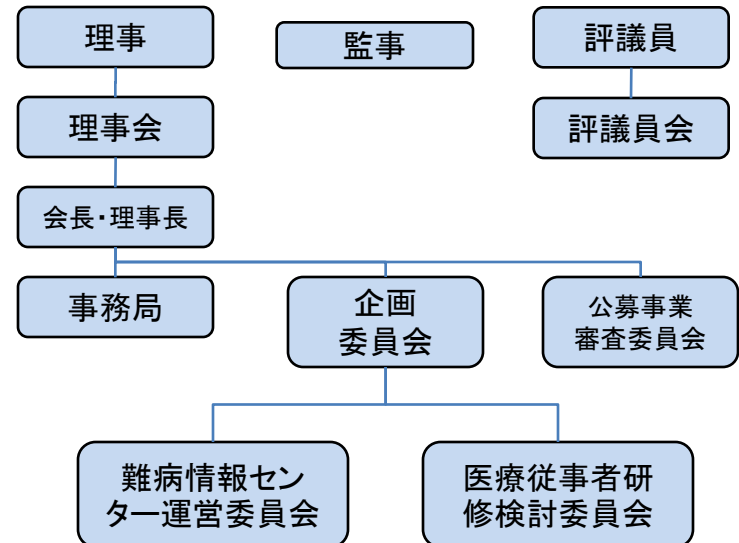 理事
監事
評議員
理事会
評議員会
会長・理事長
事務局
企画
委員会
公募事業
審査委員会
難病情報セン
ター運営委員会
医療従事者研
修検討委員会